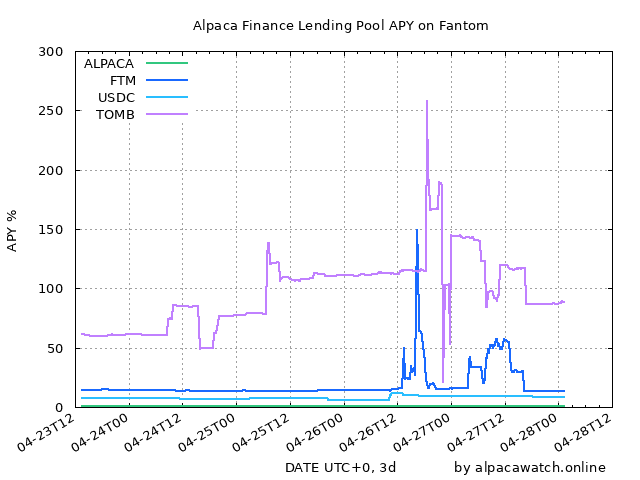 Alpaca Finance Lending Pool APY on Fantom
300
250
200
150
100
50
0
APY %
ALPACA
FTM
USDC
TOMB
04-23T12
04-24T00
04-24T12
04-25T00
04-25T12
04-26T00
04-26T12
04-27T00
04-27T12
04-28T00
04-28T12
DATE UTC+0, 3d
by alpacawatch.online